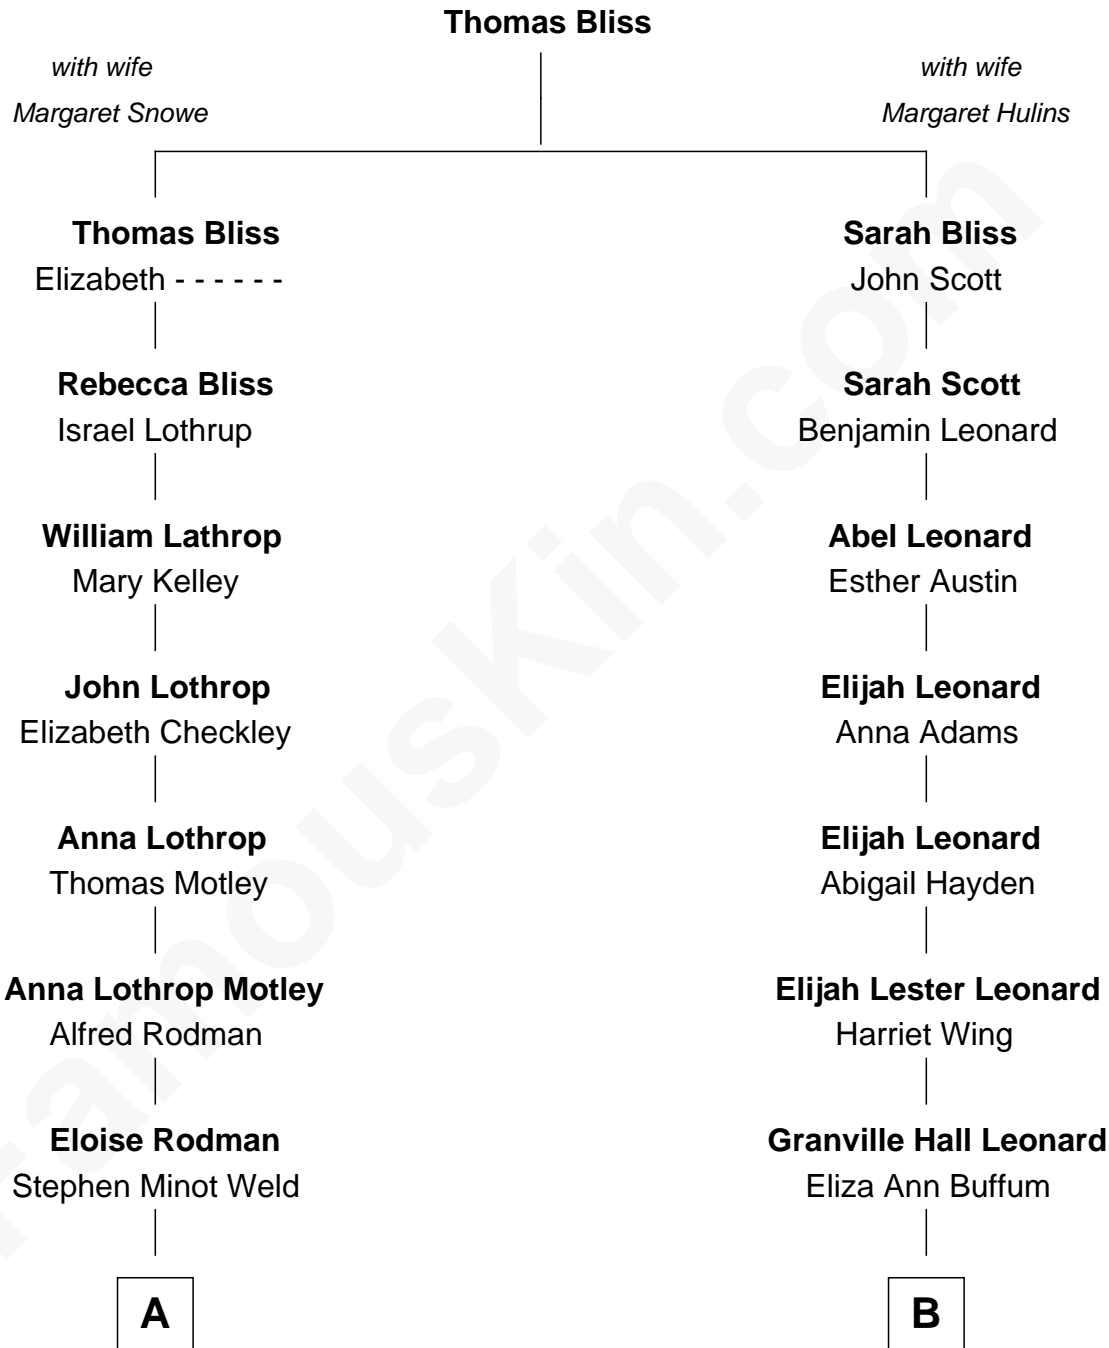 Thomas Bliss
with wife
Margaret Snowe
with wife
Margaret Hulins
Thomas Bliss
Elizabeth - - - - - -
Sarah Bliss
John Scott
Rebecca Bliss
Israel Lothrup
Sarah Scott
Benjamin Leonard
William Lathrop
Mary Kelley
Abel Leonard
Esther Austin
John Lothrop
Elizabeth Checkley
Elijah Leonard
Anna Adams
Anna Lothrop
Thomas Motley
Elijah Leonard
Abigail Hayden
Anna Lothrop Motley
Alfred Rodman
Elijah Lester Leonard
Harriet Wing
Eloise Rodman
Stephen Minot Weld
Granville Hall Leonard
Eliza Ann Buffum
A
B
FamousKin.com